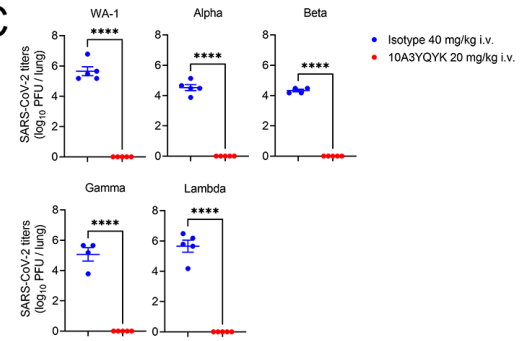 C
WA-1
Alpha
Beta
SARS-CoV-2 titers
(log10 PFU / lung)
8
6
4
2
0
****
8
6
4
2
0
****
8
6
4
2
0
****
Isotype 40 mg/kg i.v.
10A3YQYK 20 mg/kg i.v.
Gamma
Lambda
SARS-CoV-2 titers
(log10 PFU / lung)
8
6
4
2
0
****
8
6
4
2
0
****